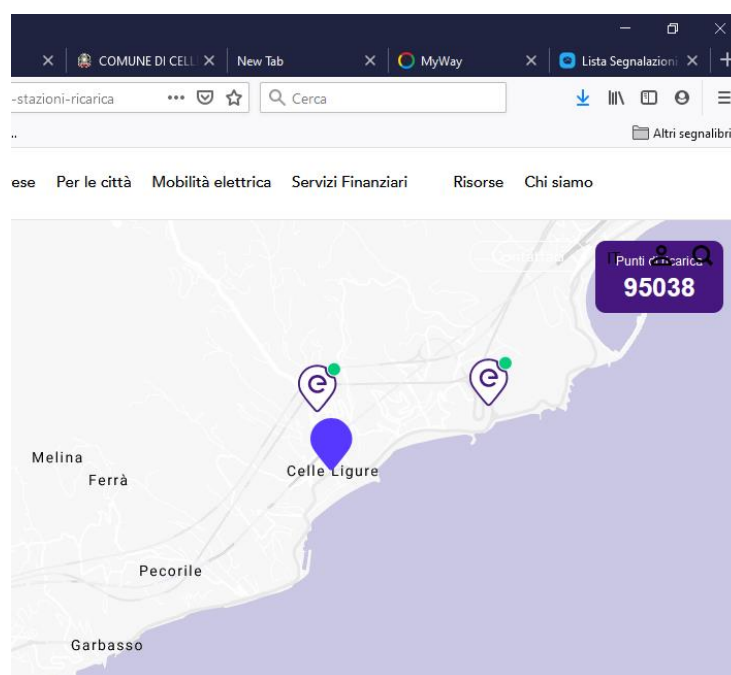 COMUNE DI CELL
New Tab
MyWay
Lista Segnalazioni
-stazioni-ricarica
Cerca
..
Altri segnalibri
ese Per le città Mobilità elettrica Servizi Finanziari Risorse Chi siamo
IT
Punti di ricarica
95038
e
e
Celle Ligure
Melina
Ferrà
Pecorile
Garbasso